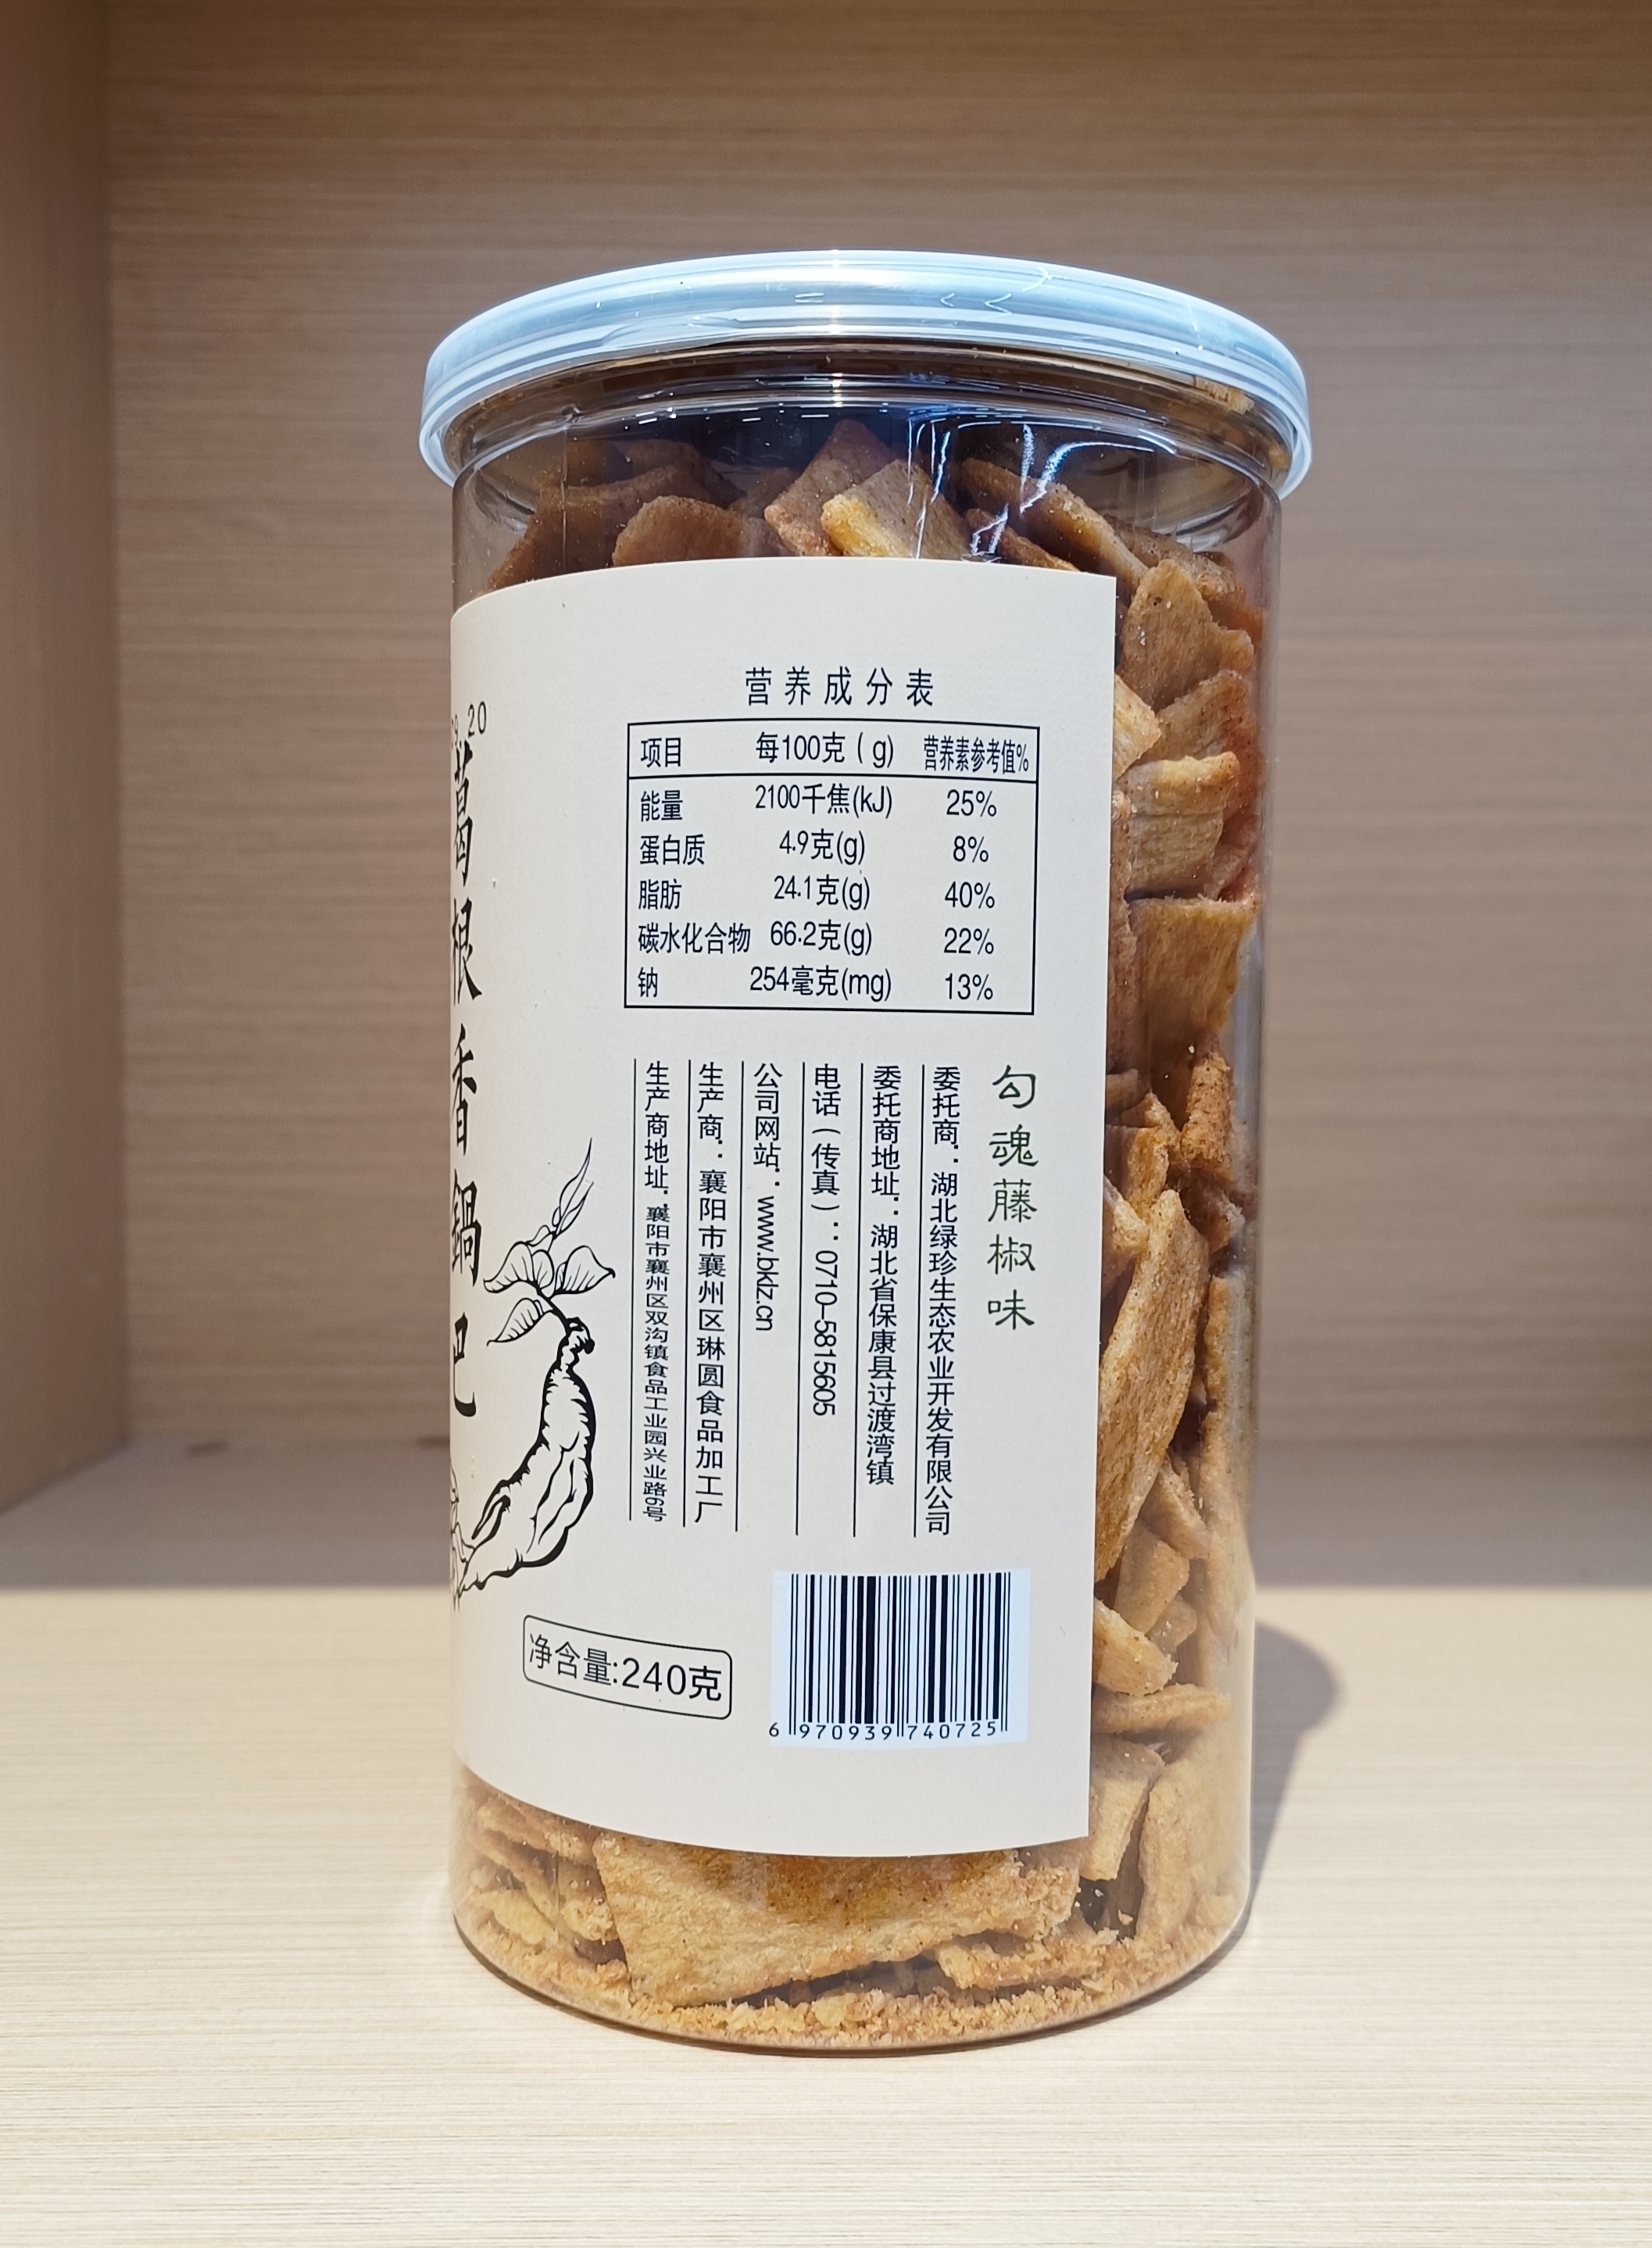 20
葛根香鍋巴
营养成分表
项目 每100克(g) 营养素参考值%
能量 2100千焦(kJ) 25%
蛋白质 4.9克(g) 8%
脂肪 24.1克(g) 40%
碳水化合物 66.2克(g) 22%
钠 254毫克(mg) 13%
勾魂藤椒味
委托商:湖北绿珍生态农业开发有限公司
委托商地址:湖北省保康县过渡湾镇
电话(传真):0710-5815605
公司网站:www.bklz.cn
生产商:襄阳市襄州区琳圆食品加工厂
生产商地址:襄阳市襄州区双沟镇食品工业园兴业路6号
净含量:240克
6 970939 740725